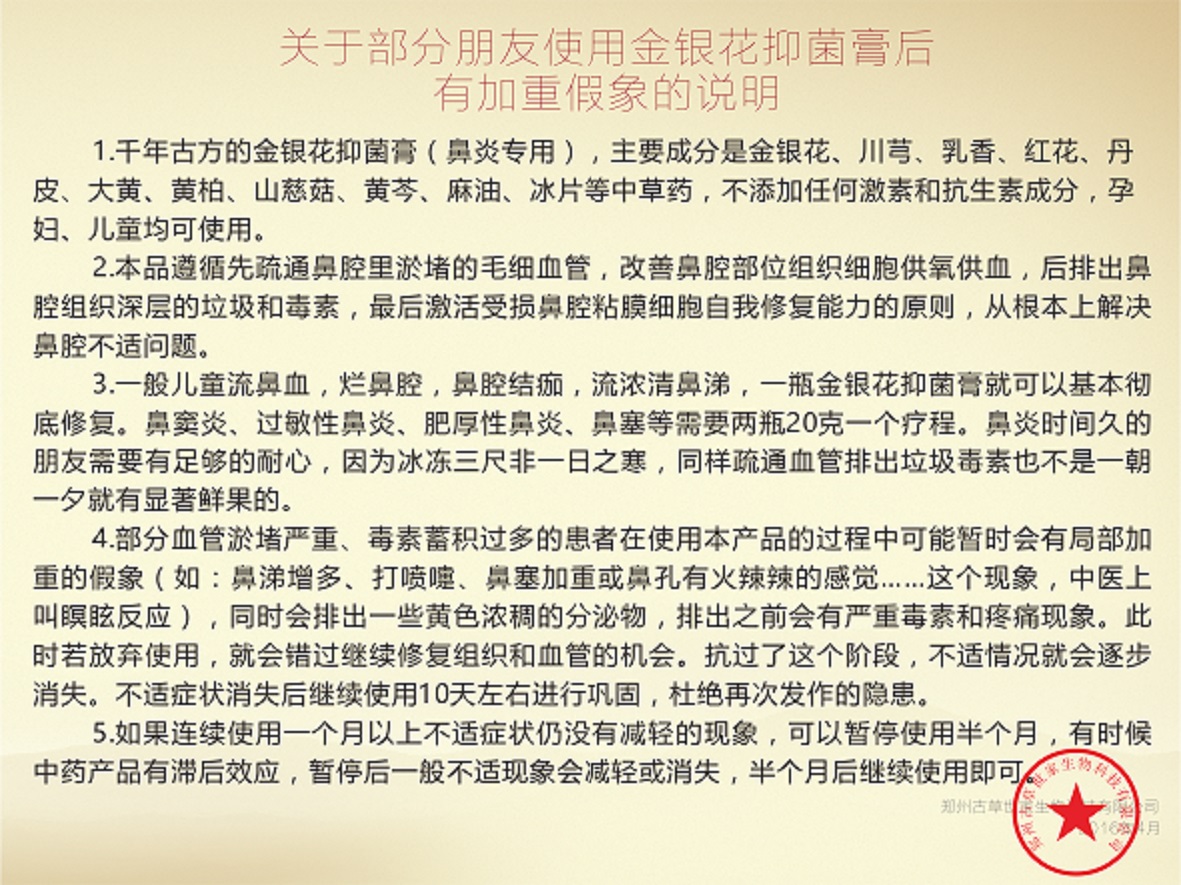 关于部分朋友使用金银花抑菌膏后
有加重假象的说明
1.千年古方的金银花抑菌膏（鼻炎专用），主要成分是金银花、川芎、乳香、红花、丹
皮、大黄、黄柏、山慈菇、黄芩、麻油、冰片等中草药，不添加任何激素和抗生素成分，孕
妇、儿童均可使用。
2.本品遵循先疏通鼻腔里淤堵的毛细血管，改善鼻腔部位组织细胞供氧供血，后排出鼻
腔组织深层的垃圾和毒素，最后激活受损鼻腔粘膜细胞自我修复能力的原则，从根本上解决
鼻腔不适问题。
3.一般儿童流鼻血，烂鼻腔，鼻腔结痂，流浓清鼻涕，一瓶金银花抑菌膏就可以基本彻
底修复。鼻窦炎、过敏性鼻炎、肥厚性鼻炎、鼻塞等需要两瓶20克一个疗程。鼻炎时间久的
朋友需要有足够的耐心，因为冰冻三尺非一日之寒，同样疏通血管排出垃圾毒素也不是一朝
一夕就有显著鲜果的。
4.部分血管淤堵严重、毒素蓄积过多的患者在使用本产品的过程中可能暂时会有局部加
重的假象（如：鼻涕增多、打喷嚏、鼻塞加重或鼻孔有火辣辣的感觉……这个现象，中医上
叫瞑眩反应），同时会排出一些黄色浓稠的分泌物，排出之前会有严重毒素和疼痛现象。此
时若放弃使用，就会错过继续修复组织和血管的机会。抗过了这个阶段，不适情况就会逐步
消失。不适症状消失后继续使用10天左右进行巩固，杜绝再次发作的隐患。
5.如果连续使用一个月以上不适症状仍没有减轻的现象，可以暂停使用半个月，有时候
中药产品有滞后效应，暂停后一般不适现象会减轻或消失，半个月后继续使用即可。
郑州古草世家生物科技有限公司
2016年4月